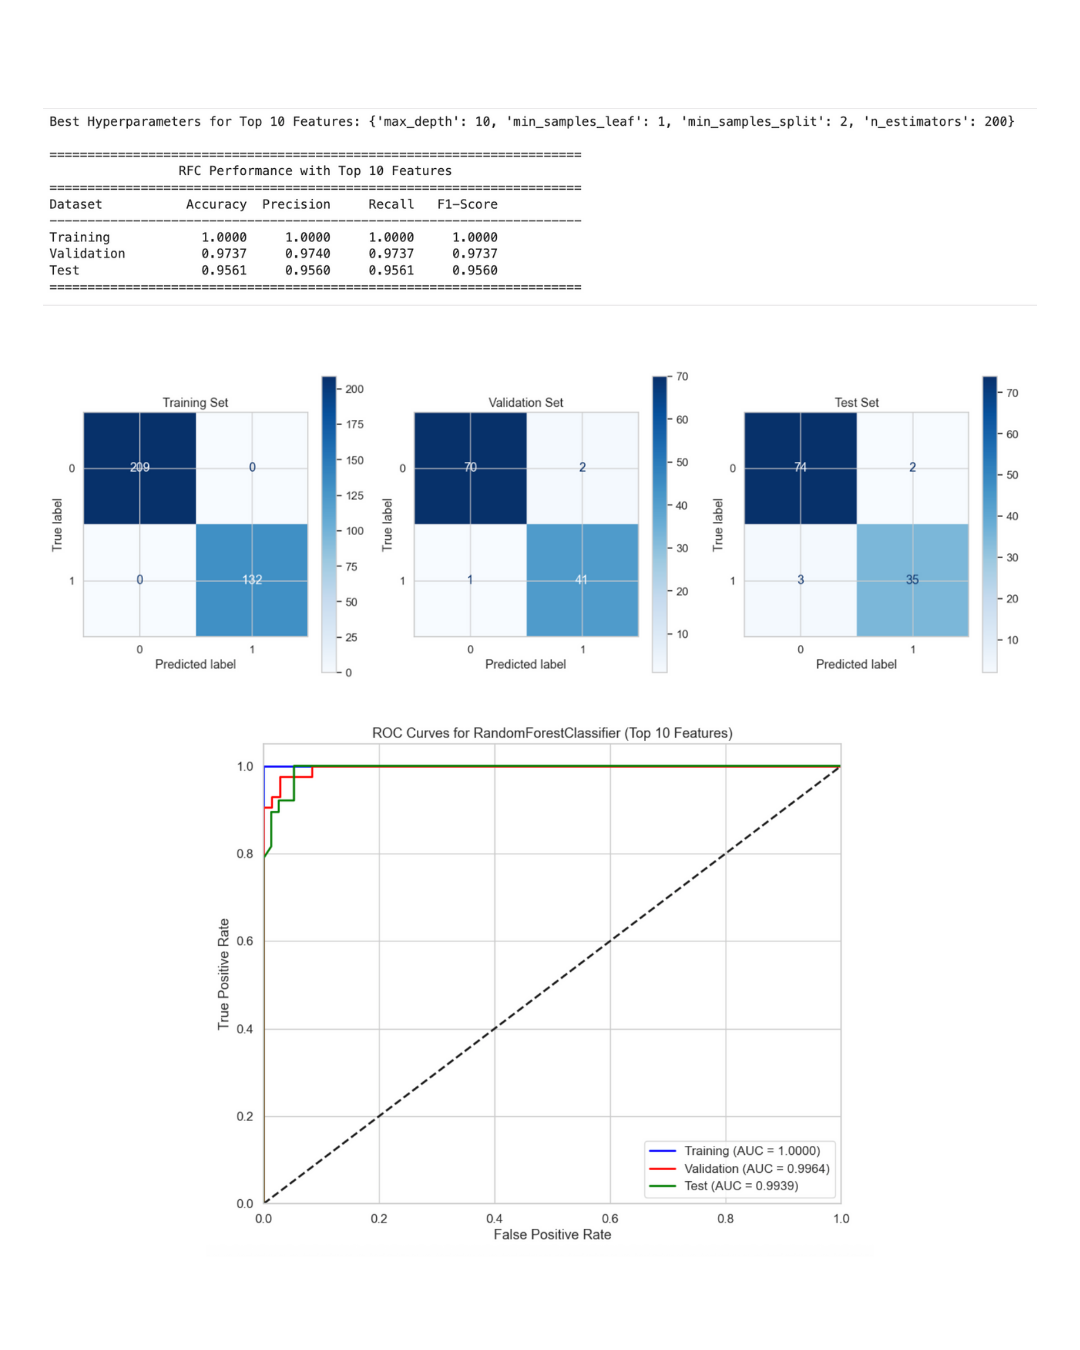 Best Hyperparameters for Top 10 Features: {'max_depth': 10, 'min_samples_leaf': 1, 'min_samples_split': 2, 'n_estimators': 200}
======================================================================
RFC Performance with Top 10 Features
======================================================================
Dataset Accuracy Precision Recall F1-Score
----------------------------------------------------------------------
Training 1.0000 1.0000 1.0000 1.0000
Validation 0.9737 0.9740 0.9737 0.9737
Test 0.9561 0.9560 0.9561 0.9560
======================================================================
Training Set
True label
0
1
209 0
0 132
0 1
Predicted label
200
175
150
125
100
75
50
25
0
Validation Set
True label
0
1
70 2
1 41
0 1
Predicted label
70
60
50
40
30
20
10
Test Set
True label
0
1
74 2
3 35
0 1
Predicted label
70
60
50
40
30
20
10
ROC Curves for RandomForestClassifier (Top 10 Features)
True Positive Rate
1.0
0.8
0.6
0.4
0.2
0.0
Training (AUC = 1.0000)
Validation (AUC = 0.9964)
Test (AUC = 0.9939)
0.0 0.2 0.4 0.6 0.8 1.0
False Positive Rate